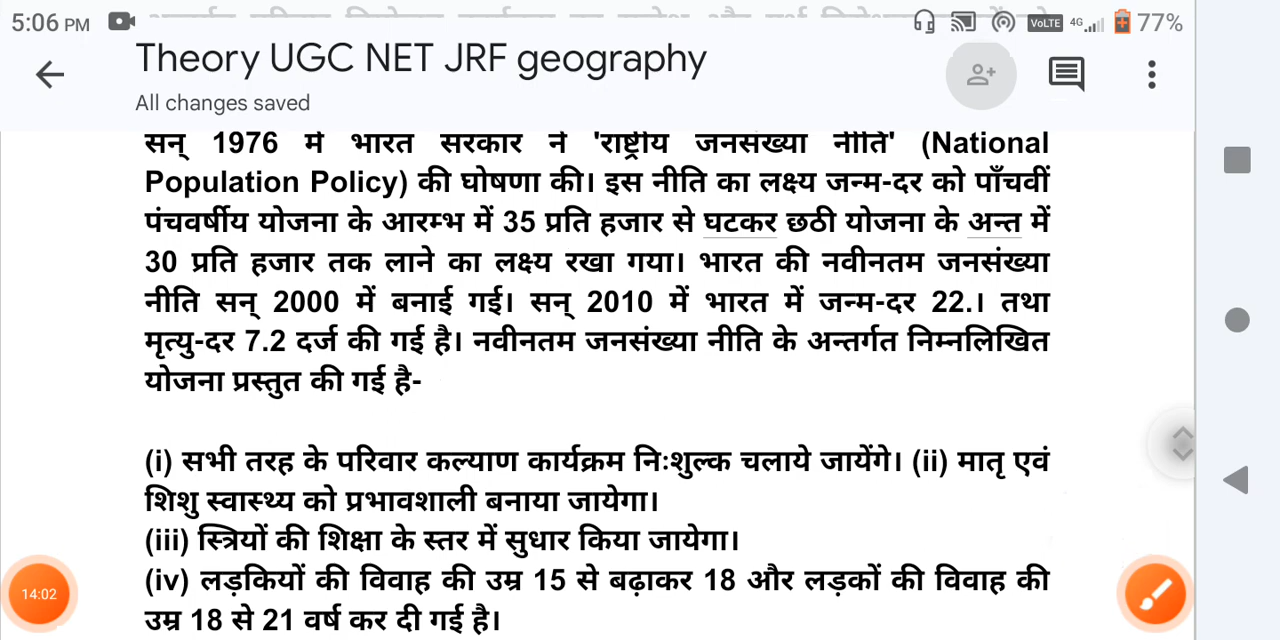 5:06 PM
VoLTE 4G 77%
Theory UGC NET JRF geography
All changes saved
सन् 1976 में भारत सरकार ने 'राष्ट्रीय जनसंख्या नीति' (National
Population Policy) की घोषणा की। इस नीति का लक्ष्य जन्म-दर को पाँचवीं
पंचवर्षीय योजना के आरम्भ में 35 प्रति हजार से घटकर छठी योजना के अन्त में
30 प्रति हजार तक लाने का लक्ष्य रखा गया। भारत की नवीनतम जनसंख्या
नीति सन् 2000 में बनाई गई। सन् 2010 में भारत में जन्म-दर 22.। तथा
मृत्यु-दर 7.2 दर्ज की गई है। नवीनतम जनसंख्या नीति के अन्तर्गत निम्नलिखित
योजना प्रस्तुत की गई है-
(i) सभी तरह के परिवार कल्याण कार्यक्रम निःशुल्क चलाये जायेंगे। (ii) मातृ एवं
शिशु स्वास्थ्य को प्रभावशाली बनाया जायेगा।
(iii) स्त्रियों की शिक्षा के स्तर में सुधार किया जायेगा।
(iv) लड़कियों की विवाह की उम्र 15 से बढ़ाकर 18 और लड़कों की विवाह की
उम्र 18 से 21 वर्ष कर दी गई है।
14:02